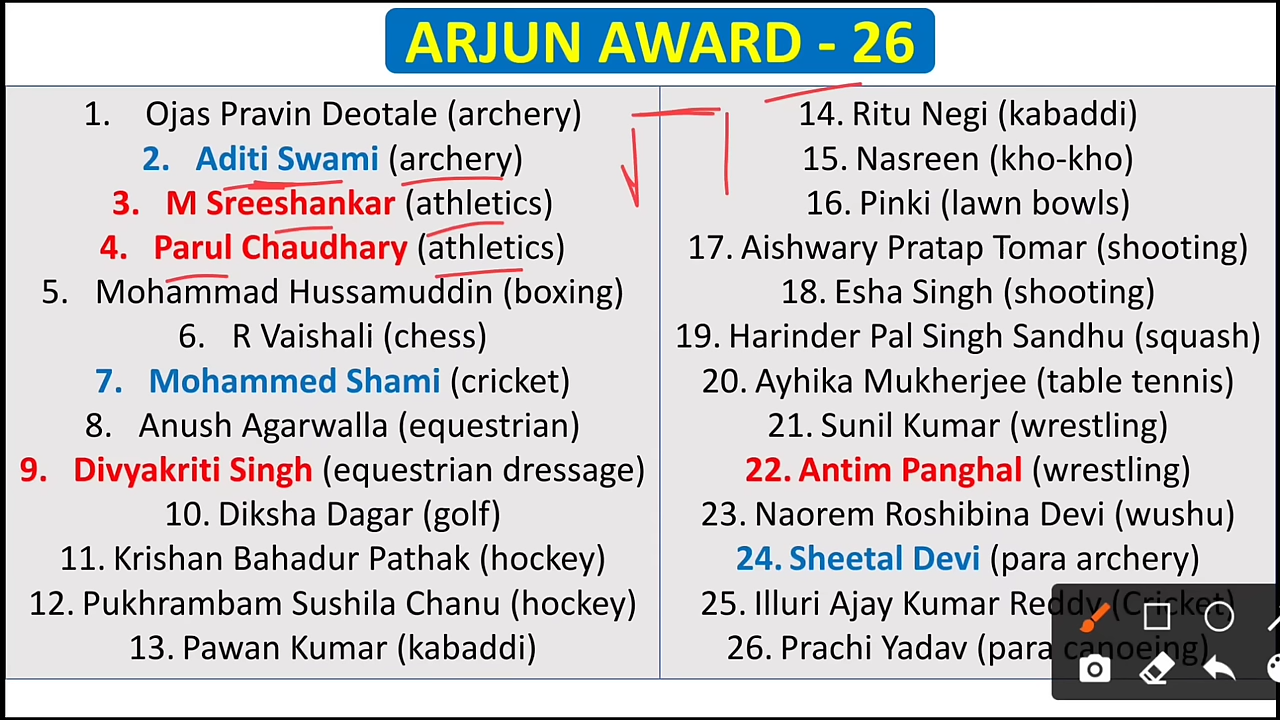 ARJUN AWARD - 26
1. Ojas Pravin Deotale (archery)
2. Aditi Swami (archery)
3. M Sreeshankar (athletics)
4. Parul Chaudhary (athletics)
5. Mohammad Hussamuddin (boxing)
6. R Vaishali (chess)
7. Mohammed Shami (cricket)
8. Anush Agarwalla (equestrian)
9. Divyakriti Singh (equestrian dressage)
10. Diksha Dagar (golf)
11. Krishan Bahadur Pathak (hockey)
12. Pukhrambam Sushila Chanu (hockey)
13. Pawan Kumar (kabaddi)
14. Ritu Negi (kabaddi)
15. Nasreen (kho-kho)
16. Pinki (lawn bowls)
17. Aishwary Pratap Tomar (shooting)
18. Esha Singh (shooting)
19. Harinder Pal Singh Sandhu (squash)
20. Ayhika Mukherjee (table tennis)
21. Sunil Kumar (wrestling)
22. Antim Panghal (wrestling)
23. Naorem Roshibina Devi (wushu)
24. Sheetal Devi (para archery)
25. Illuri Ajay Kumar Reddy (Cricket)
26. Prachi Yadav (para canoeing)